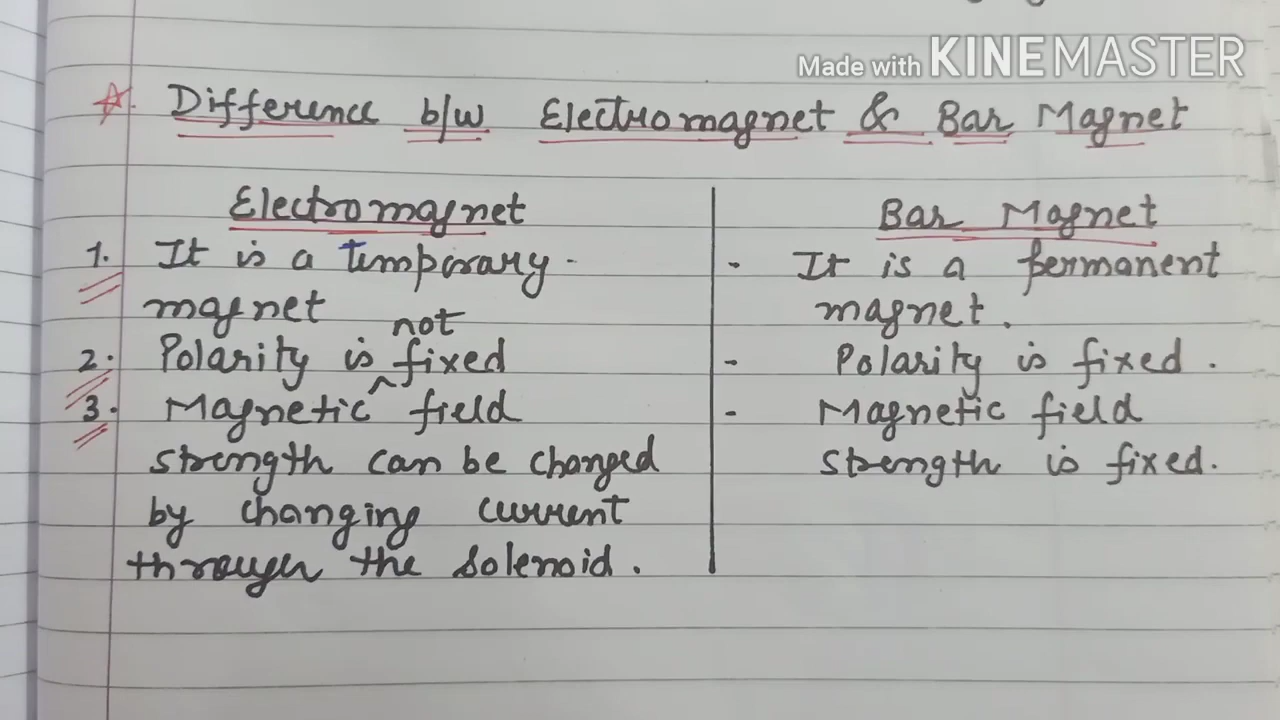 Made with KINEMASTER
☆ Difference b/w Electromagnet & Bar Magnet
Electromagnet
1. It is a temporary
magnet
2. Polarity is not fixed
3. Magnetic field
strength can be changed
by changing current
through the solenoid.
Bar Magnet
- It is a permanent
magnet.
- Polarity is fixed.
- Magnetic field
strength is fixed.